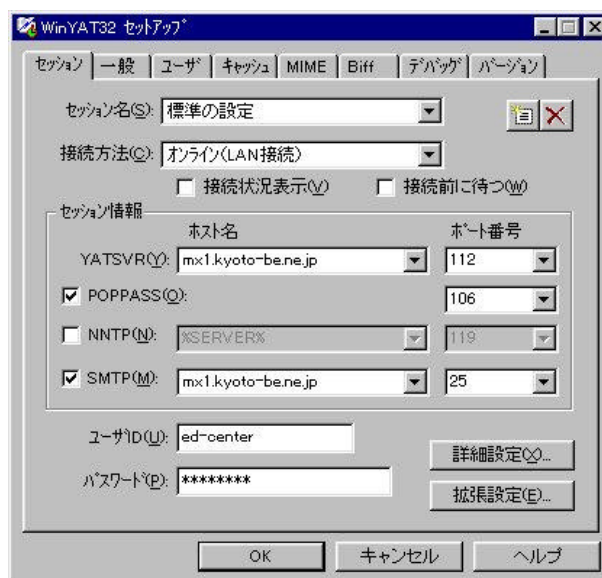 WinYAT32 セットアップ
セッション 一般 ユーザ キャッシュ MIME Biff デバッグ バージョン
セッション名(S): 標準の設定
接続方法(C): オンライン(LAN接続)
接続状況表示(V) 接続前に待つ(W)
セッション情報
ホスト名 ポート番号
YATSVR(Y): mx1.kyoto-be.ne.jp 112
POPPASS(O): 106
NNTP(N): %SERVER% 119
SMTP(M): mx1.kyoto-be.ne.jp 25
ユーザID(U): ed-center
詳細設定(X)...
パスワード(P): ********
拡張設定(E)...
OK キャンセル ヘルプ